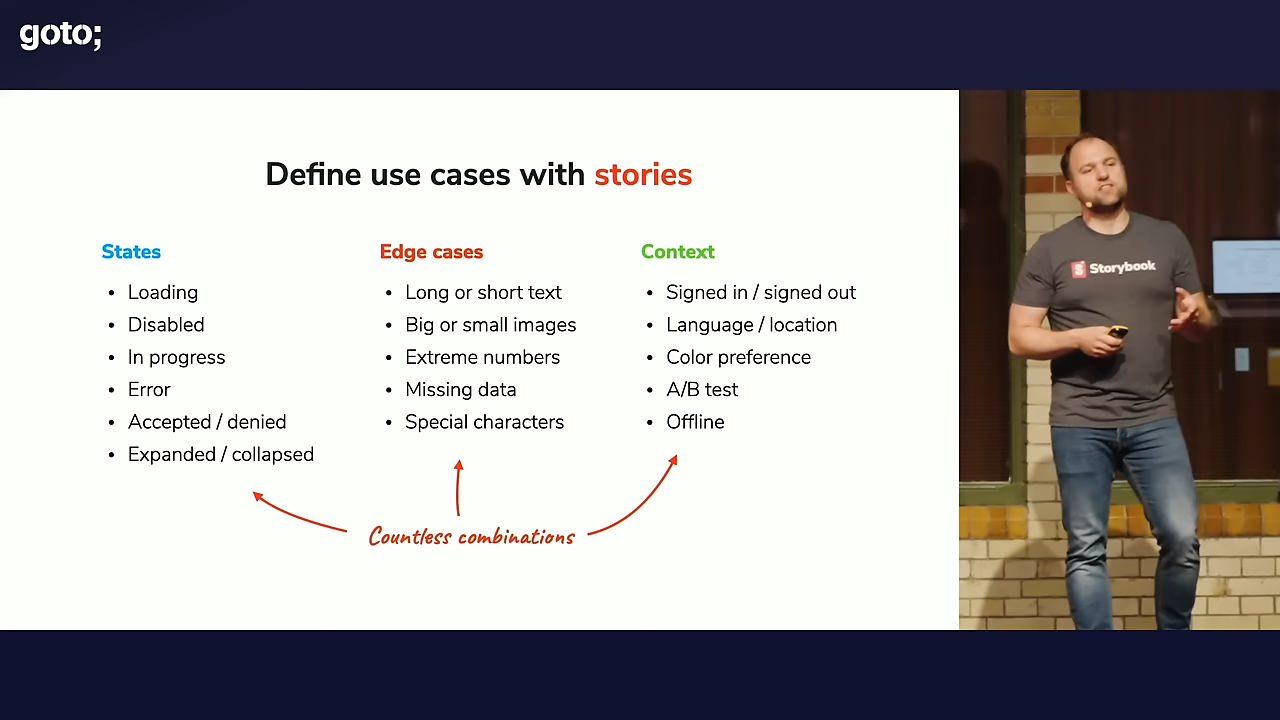 goto;
Define use cases with stories
States
• Loading
• Disabled
• In progress
• Error
• Accepted / denied
• Expanded / collapsed
Edge cases
• Long or short text
• Big or small images
• Extreme numbers
• Missing data
• Special characters
Context
• Signed in / signed out
• Language / location
• Color preference
• A/B test
• Offline
Countless combinations
S Storybook